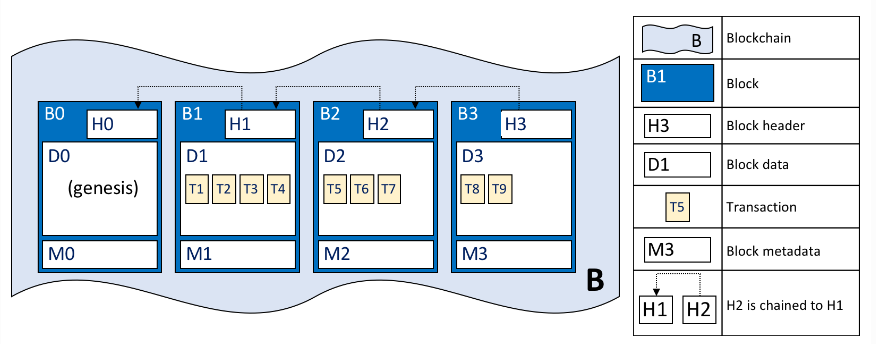 B0 H0 B1 H1 B2 H2 B3 H3
D0 D1 D2 D3
(genesis) T1 T2 T3 T4 T5 T6 T7 T8 T9
M0 M1 M2 M3
B
B Blockchain
B1 Block
H3 Block header
D1 Block data
T5 Transaction
M3 Block metadata
H1 H2 H2 is chained to H1